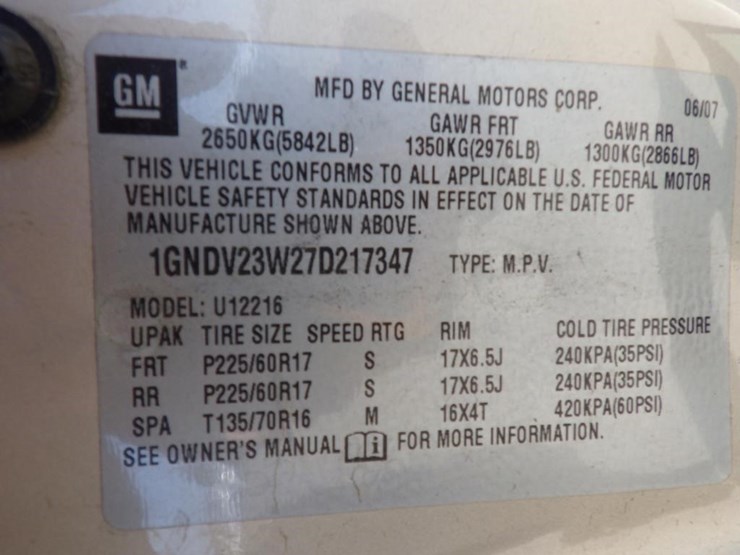 GM
MFD BY GENERAL MOTORS CORP. 06/07
GVWR GAWR FRT GAWR RR
2650KG(5842LB) 1350KG(2976LB) 1300KG(2866LB)
THIS VEHICLE CONFORMS TO ALL APPLICABLE U.S. FEDERAL MOTOR
VEHICLE SAFETY STANDARDS IN EFFECT ON THE DATE OF
MANUFACTURE SHOWN ABOVE.
1GNDV23W27D217347 TYPE: M.P.V.
MODEL: U12216
UPAK TIRE SIZE SPEED RTG RIM COLD TIRE PRESSURE
FRT P225/60R17 S 17X6.5J 240KPA(35PSI)
RR P225/60R17 S 17X6.5J 240KPA(35PSI)
SPA T135/70R16 M 16X4T 420KPA(60PSI)
SEE OWNER'S MANUAL i FOR MORE INFORMATION.